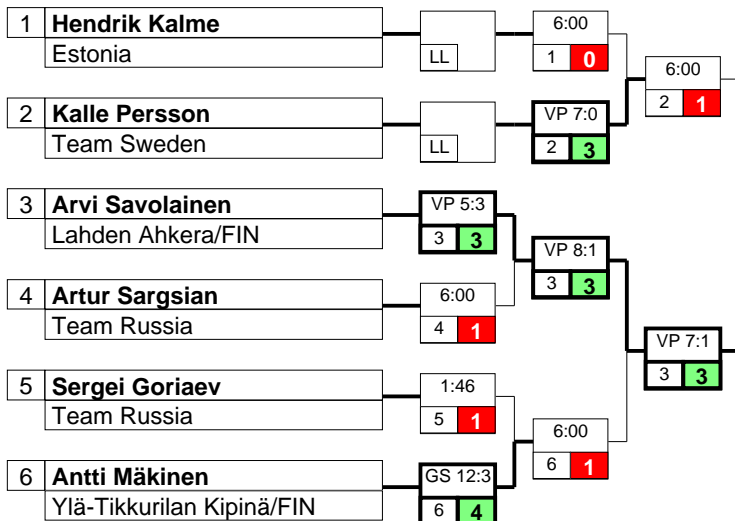 1 Hendrik Kalme
Estonia
LL
6:00
1 0
6:00
2 1
2 Kalle Persson
Team Sweden
LL
VP 7:0
2 3
3 Arvi Savolainen
Lahden Ahkera/FIN
VP 5:3
3 3
VP 8:1
3 3
4 Artur Sargsian
Team Russia
6:00
4 1
VP 7:1
3 3
5 Sergei Goriaev
Team Russia
1:46
5 1
6:00
6 1
6 Antti Mäkinen
Ylä-Tikkurilan Kipinä/FIN
GS 12:3
6 4